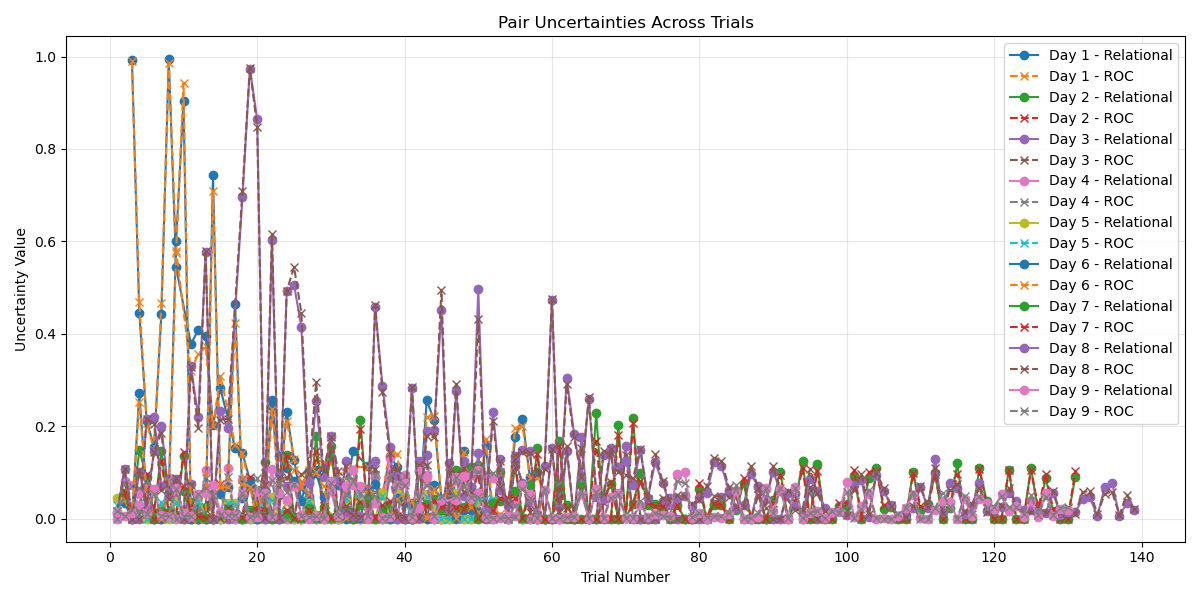 Pair Uncertainties Across Trials
Uncertainty Value
1.0
0.8
0.6
0.4
0.2
0.0
0
20
40
60
80
100
120
140
Trial Number
Day 1 - Relational
Day 1 - ROC
Day 2 - Relational
Day 2 - ROC
Day 3 - Relational
Day 3 - ROC
Day 4 - Relational
Day 4 - ROC
Day 5 - Relational
Day 5 - ROC
Day 6 - Relational
Day 6 - ROC
Day 7 - Relational
Day 7 - ROC
Day 8 - Relational
Day 8 - ROC
Day 9 - Relational
Day 9 - ROC